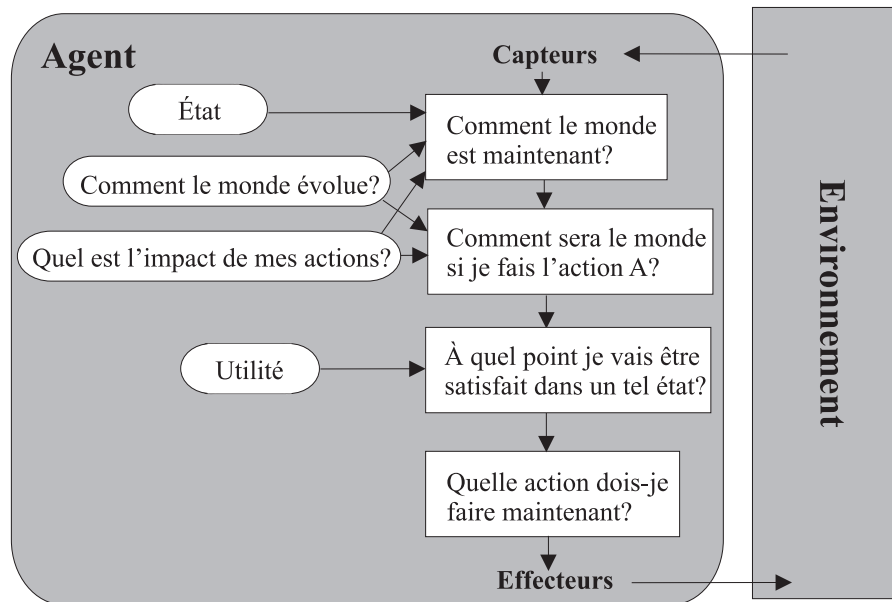 Agent
Capteurs
État
Comment le monde
est maintenant?
Comment le monde évolue?
Quel est l'impact de mes actions?
Comment sera le monde
si je fais l'action A?
Utilité
À quel point je vais être
satisfait dans un tel état?
Quelle action dois-je
faire maintenant?
Effecteurs
Environnement